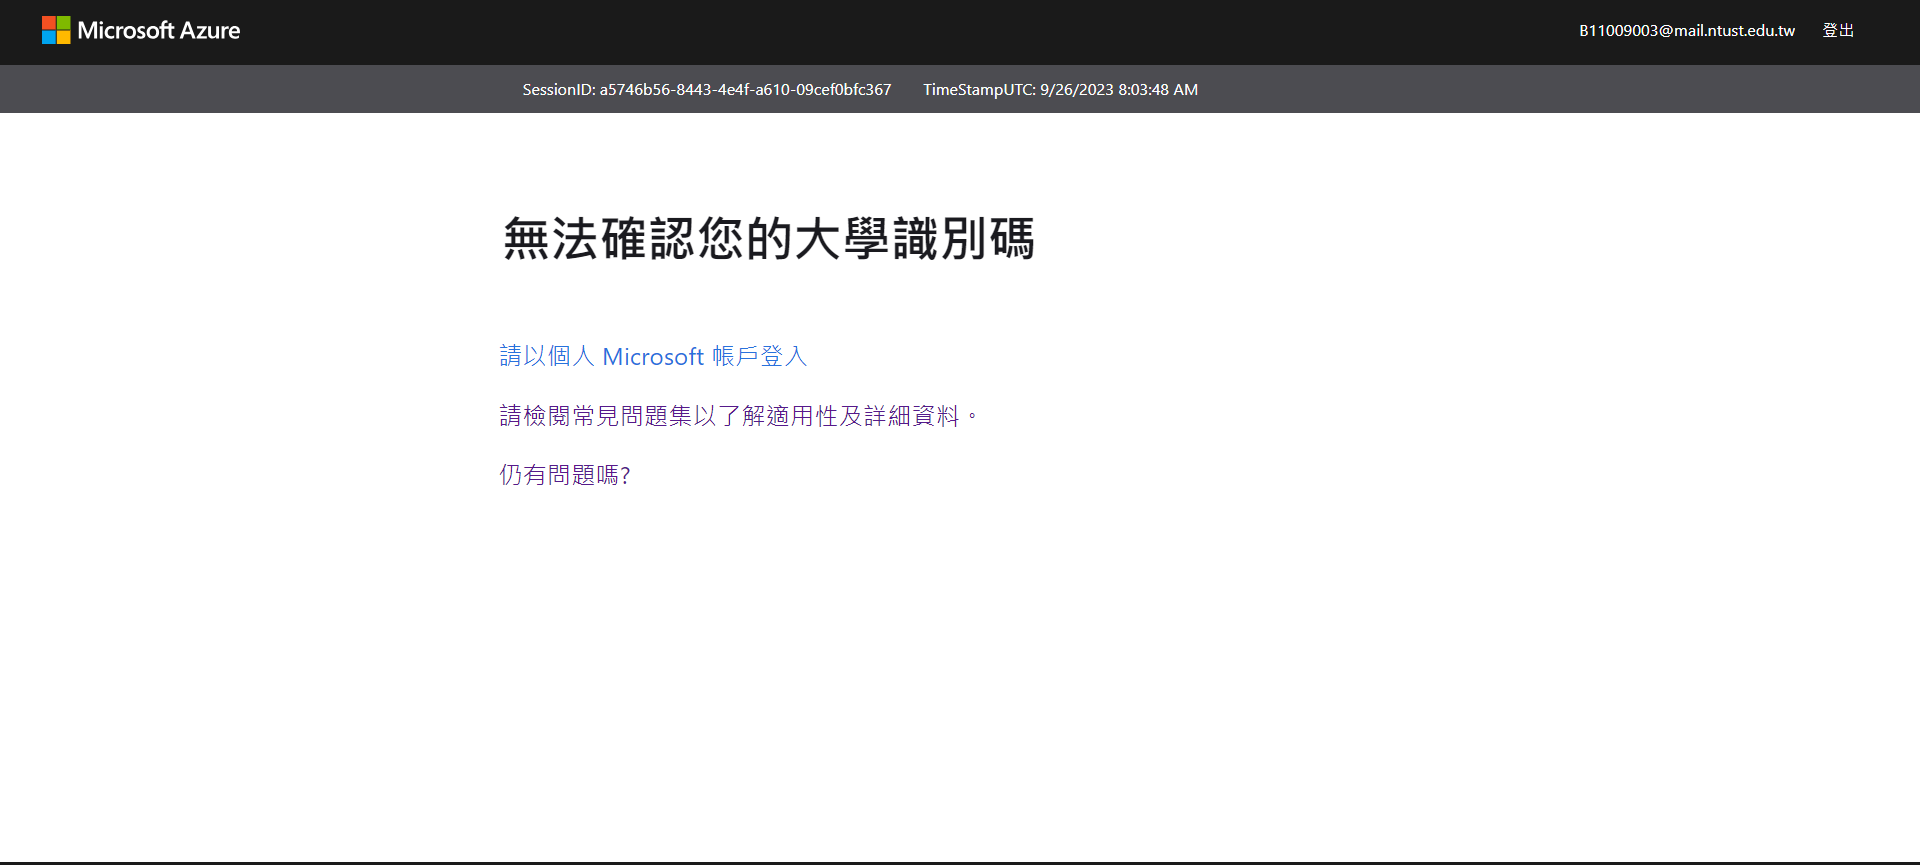 Microsoft Azure
B11009003@mail.ntust.edu.tw 登出
SessionID: a5746b56-8443-4e4f-a610-09cef0bfc367 TimeStampUTC: 9/26/2023 8:03:48 AM
無法確認您的大學識別碼
請以個人 Microsoft 帳戶登入
請檢閱常見問題集以了解適用性及詳細資料。
仍有問題嗎?